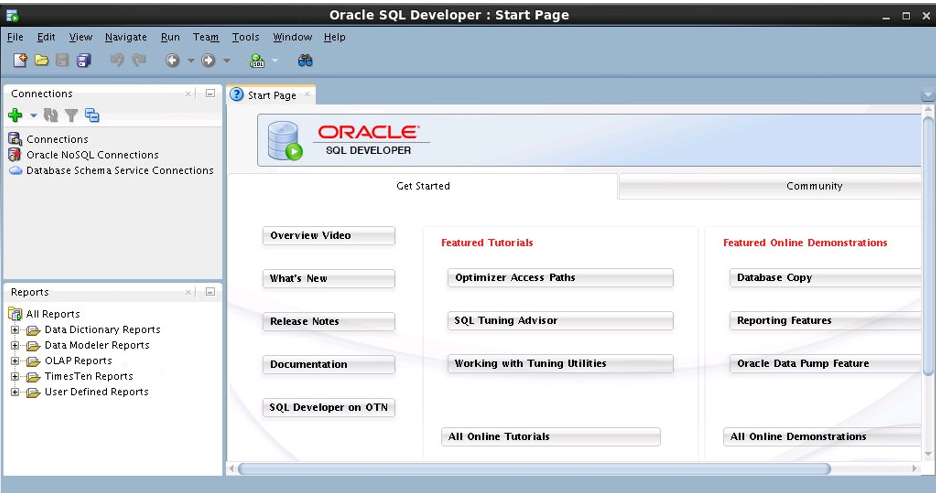 Oracle SQL Developer : Start Page
File Edit View Navigate Run Team Tools Window Help
SQL
Connections
Connections
Oracle NoSQL Connections
Database Schema Service Connections
Reports
All Reports
Data Dictionary Reports
Data Modeler Reports
OLAP Reports
TimesTen Reports
User Defined Reports
Start Page
ORACLE
SQL DEVELOPER
Get Started Community
Overview Video
What's New
Release Notes
Documentation
SQL Developer on OTN
Featured Tutorials
Optimizer Access Paths
SQL Tuning Advisor
Working with Tuning Utilities
All Online Tutorials
Featured Online Demonstrations
Database Copy
Reporting Features
Oracle Data Pump Feature
All Online Demonstrations